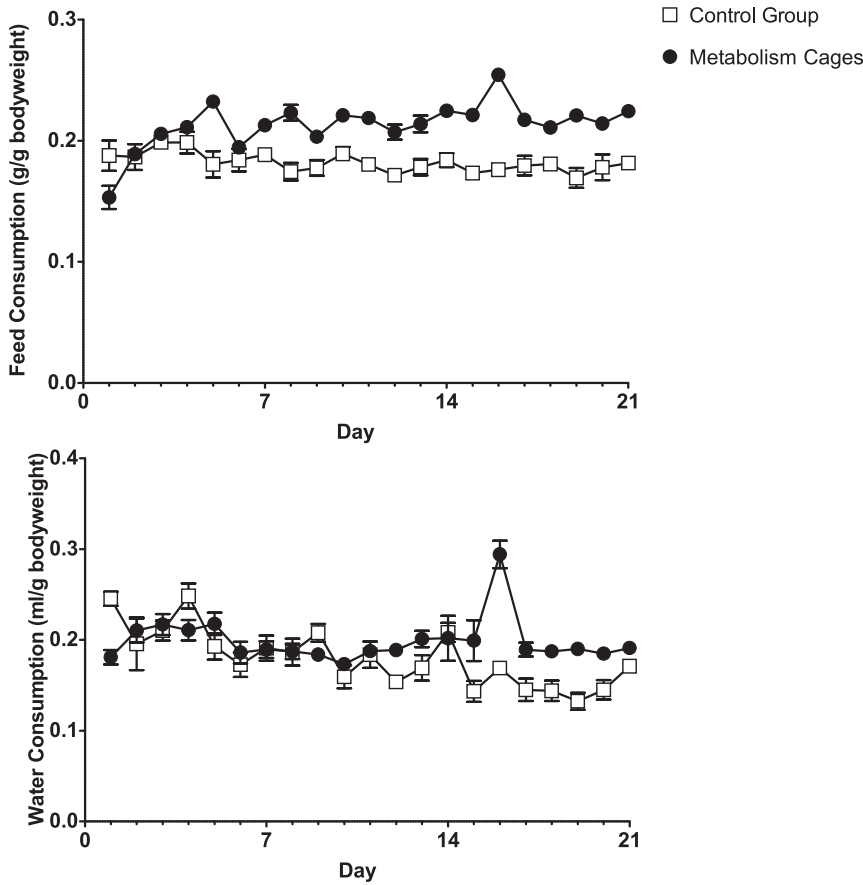 Control Group
Metabolism Cages
Feed Consumption (g/g bodyweight)
0.3
0.2
0.1
0.0
0 7 14 21
Day
Water Consumption (ml/g bodyweight)
0.4
0.3
0.2
0.1
0.0
0 7 14 21
Day